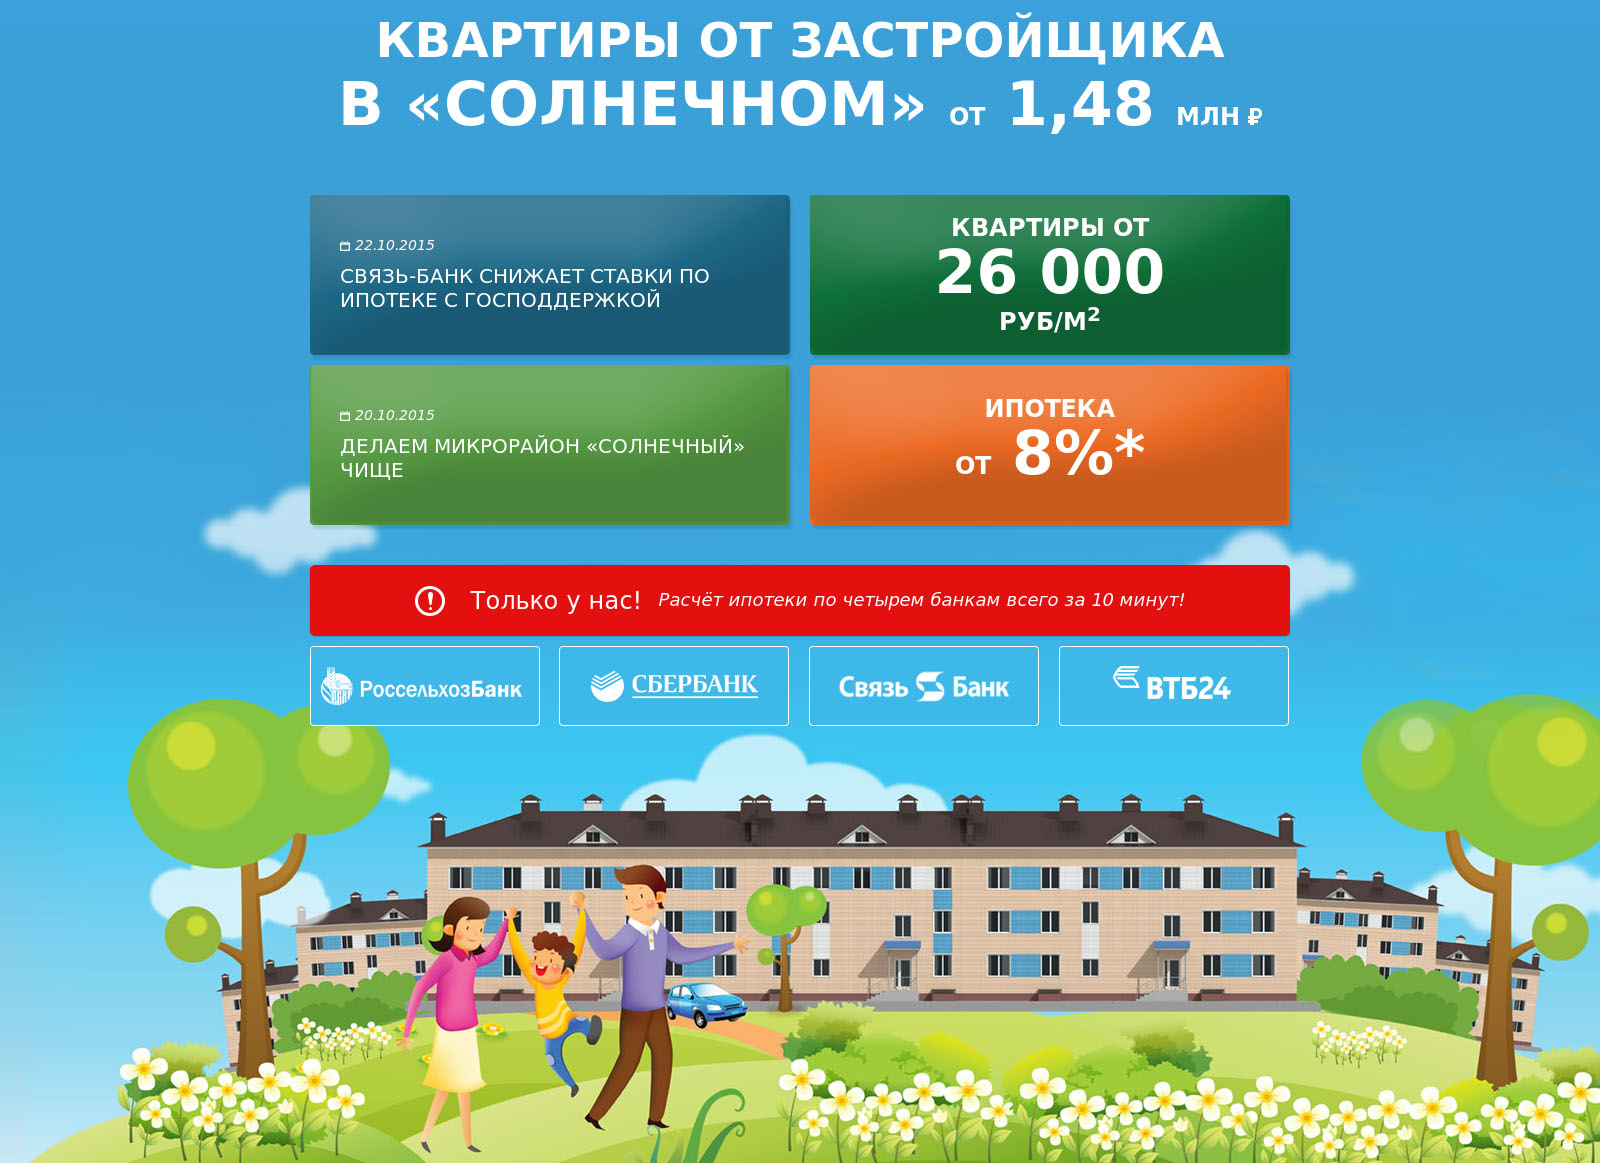 КВАРТИРЫ ОТ ЗАСТРОЙЩИКА
В «СОЛНЕЧНОМ» ОТ 1,48 МЛН ₽
22.10.2015
СВЯЗЬ-БАНК СНИЖАЕТ СТАВКИ ПО
ИПОТЕКЕ С ГОСПОДДЕРЖКОЙ
КВАРТИРЫ ОТ
26 000
РУБ/М²
20.10.2015
ДЕЛАЕМ МИКРОРАЙОН «СОЛНЕЧНЫЙ»
ЧИЩЕ
ИПОТЕКА
ОТ 8%*
Только у нас! Расчёт ипотеки по четырем банкам всего за 10 минут!
РоссельхозБанк
СБЕРБАНК
Связь Банк
ВТБ24